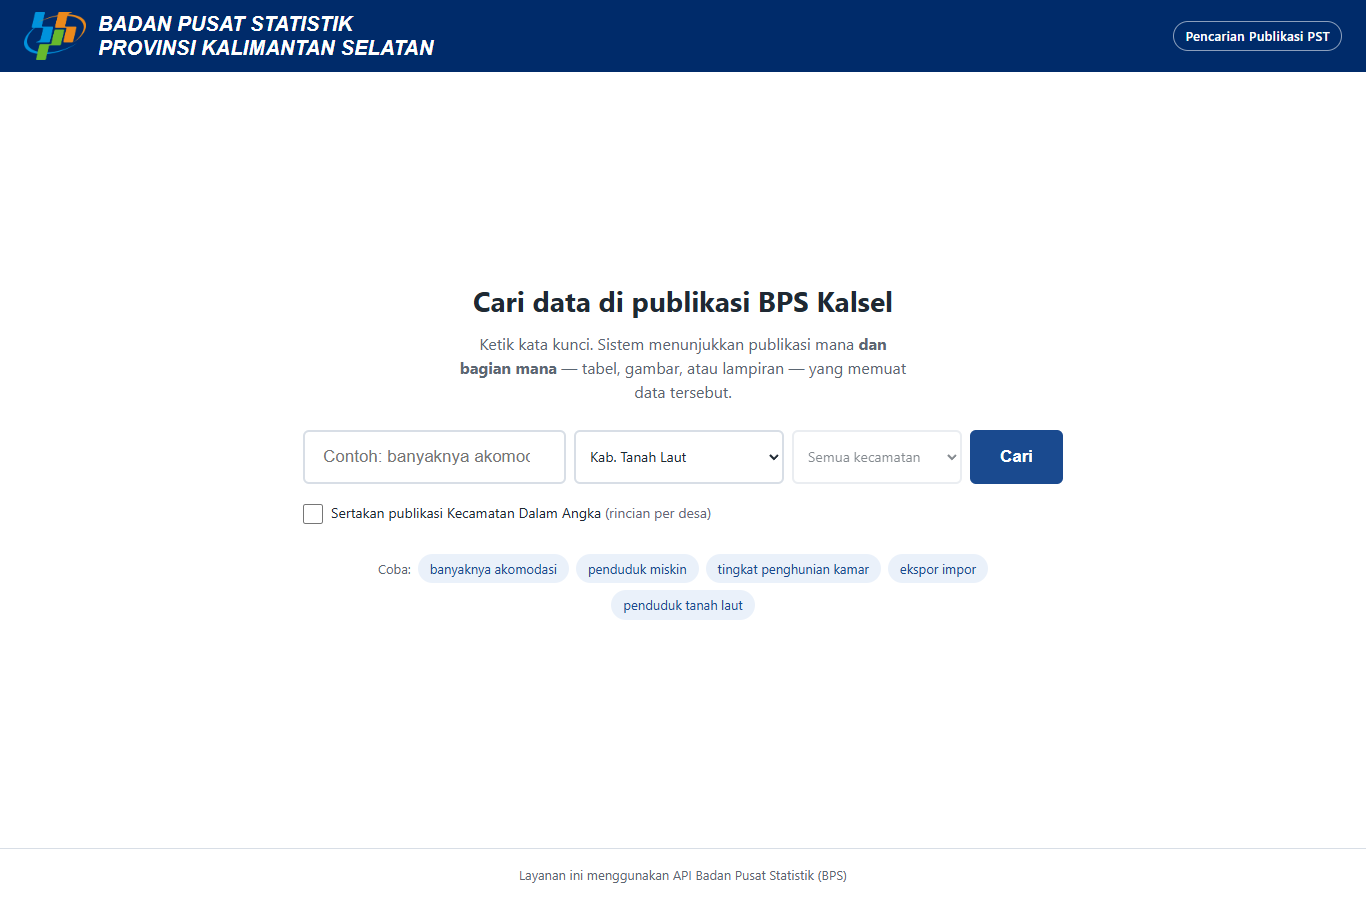 BADAN PUSAT STATISTIK
PROVINSI KALIMANTAN SELATAN
Pencarian Publikasi PST
Cari data di publikasi BPS Kalsel
Ketik kata kunci. Sistem menunjukkan publikasi mana dan
bagian mana — tabel, gambar, atau lampiran — yang memuat
data tersebut.
Contoh: banyaknya akomod
Kab. Tanah Laut
Semua kecamatan
Cari
Sertakan publikasi Kecamatan Dalam Angka (rincian per desa)
Coba: banyaknya akomodasi penduduk miskin tingkat penghunian kamar ekspor impor
penduduk tanah laut
Layanan ini menggunakan API Badan Pusat Statistik (BPS)